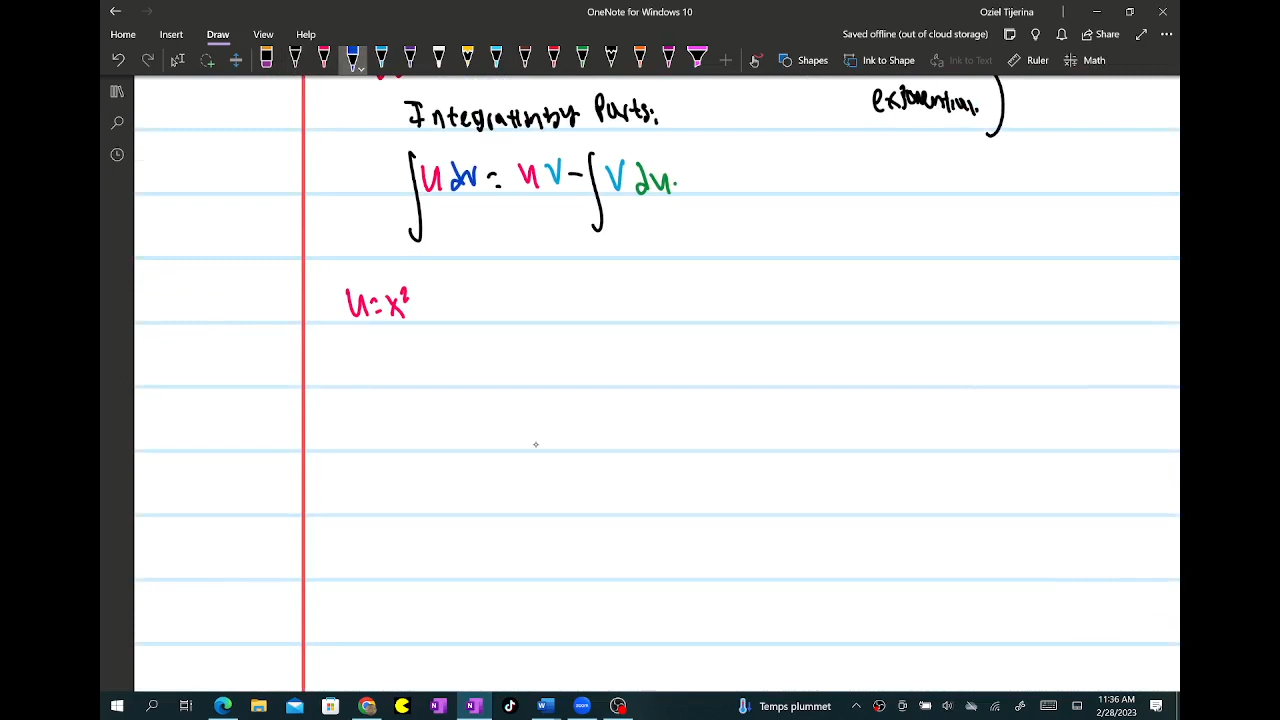 OneNote for Windows 10
Oziel Tijerina
Home Insert Draw View Help
Saved offline (out of cloud storage)
Share
Shapes
Ink to Shape
Ink to Text
Ruler
Math
Integration by Parts:
∫ u dv = u v - ∫ v du.
u = x²
Temps plummet
11:36 AM
2/28/2023